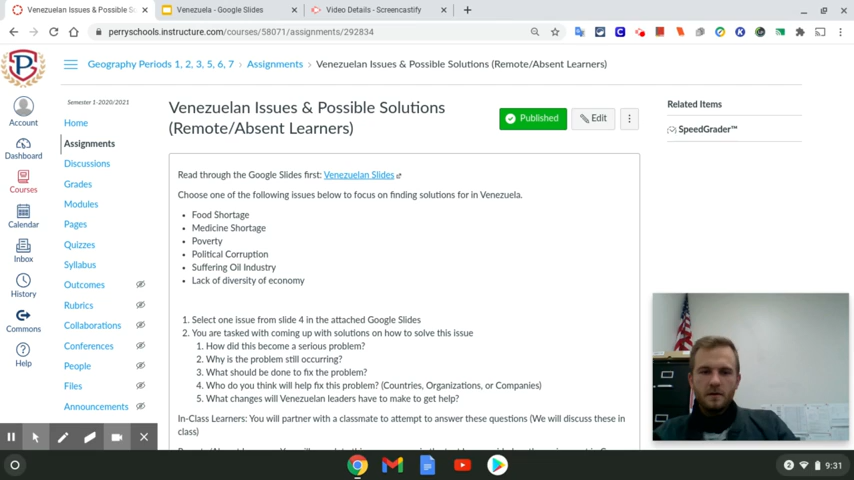 Venezuelan Issues & Possible So
Venezuela - Google Slides
Video Details - Screencastify
perryschools.instructure.com/courses/58071/assignments/292834
Geography Periods 1, 2, 3, 5, 6, 7 › Assignments › Venezuelan Issues & Possible Solutions (Remote/Absent Learners)
Semester 1-2020/2021
Account
Dashboard
Courses
Calendar
Inbox
History
Commons
Help
Home
Assignments
Discussions
Grades
Modules
Pages
Quizzes
Syllabus
Outcomes
Rubrics
Collaborations
Conferences
People
Files
Announcements
Venezuelan Issues & Possible Solutions
(Remote/Absent Learners)
Published
Edit
Related Items
SpeedGrader™
Read through the Google Slides first: Venezuelan Slides
Choose one of the following issues below to focus on finding solutions for in Venezuela.
• Food Shortage
• Medicine Shortage
• Poverty
• Political Corruption
• Suffering Oil Industry
• Lack of diversity of economy
1. Select one issue from slide 4 in the attached Google Slides
2. You are tasked with coming up with solutions on how to solve this issue
1. How did this become a serious problem?
2. Why is the problem still occurring?
3. What should be done to fix the problem?
4. Who do you think will help fix this problem? (Countries, Organizations, or Companies)
5. What changes will Venezuelan leaders have to make to get help?
In-Class Learners: You will partner with a classmate to attempt to answer these questions (We will discuss these in
class)
2
9:31